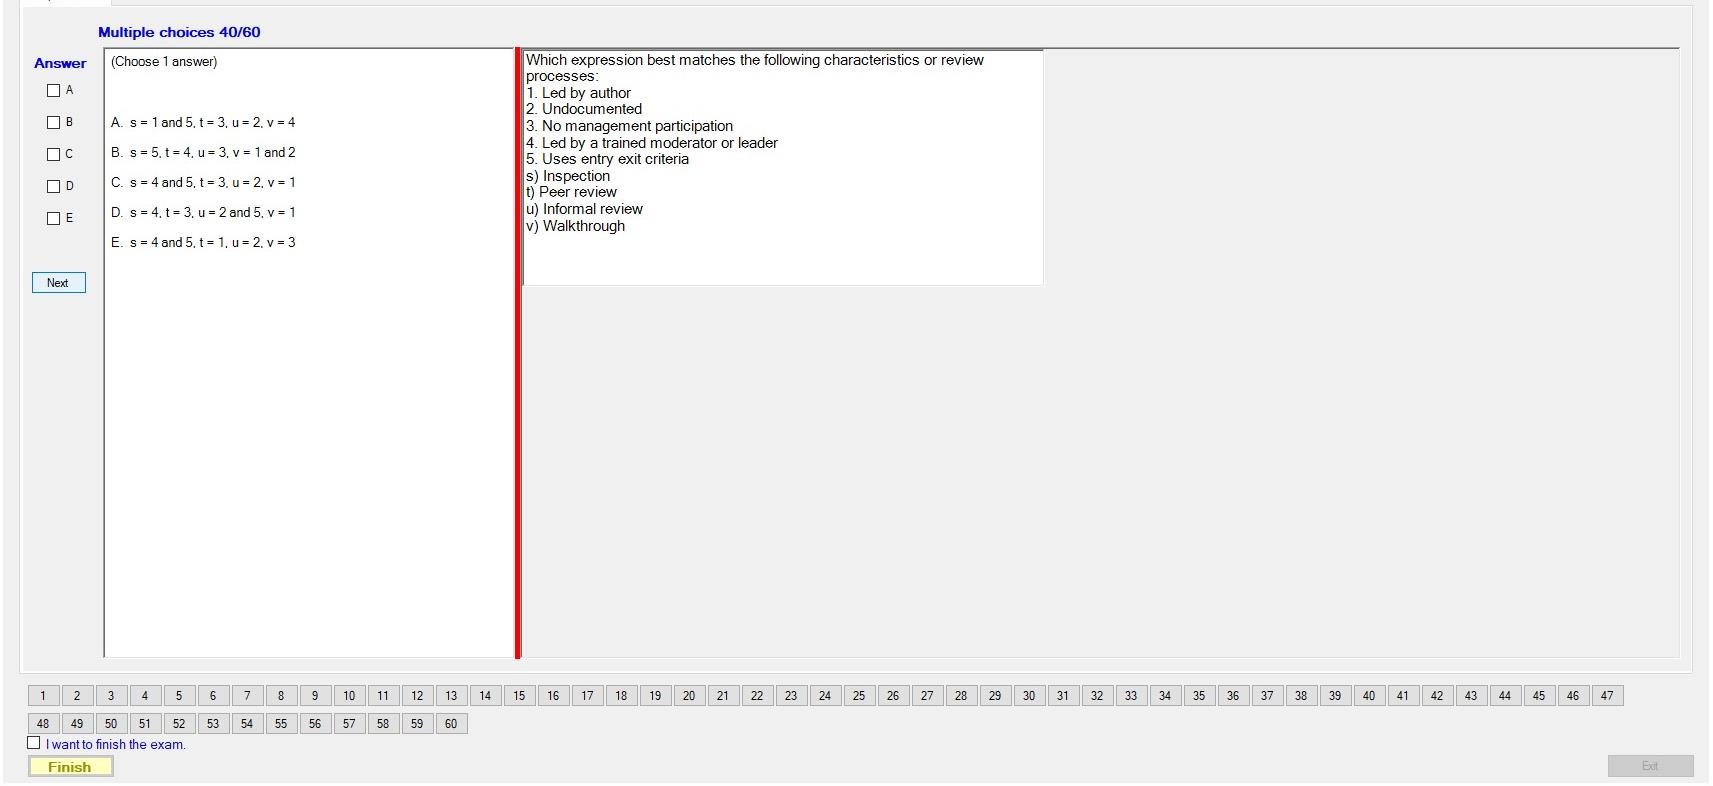 Multiple choices 40/60
Answer
A
B
C
D
E
Next
(Choose 1 answer)
A. s = 1 and 5, t = 3, u = 2, v = 4
B. s = 5, t = 4, u = 3, v = 1 and 2
C. s = 4 and 5, t = 3, u = 2, v = 1
D. s = 4, t = 3, u = 2 and 5, v = 1
E. s = 4 and 5, t = 1, u = 2, v = 3
Which expression best matches the following characteristics or review
processes:
1. Led by author
2. Undocumented
3. No management participation
4. Led by a trained moderator or leader
5. Uses entry exit criteria
s) Inspection
t) Peer review
u) Informal review
v) Walkthrough
1 2 3 4 5 6 7 8 9 10 11 12 13 14 15 16 17 18 19 20 21 22 23 24 25 26 27 28 29 30 31 32 33 34 35 36 37 38 39 40 41 42 43 44 45 46 47
48 49 50 51 52 53 54 55 56 57 58 59 60
I want to finish the exam.
Finish
Exit